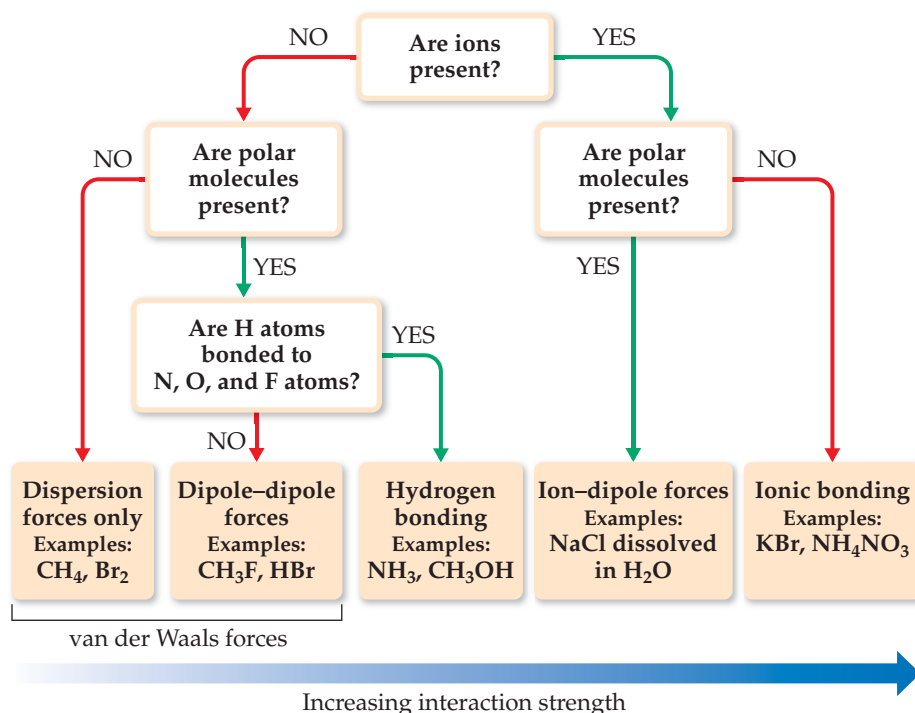 NO
Are ions
present?
YES
NO
Are polar
molecules
present?
YES
Are polar
molecules
present?
NO
YES
Are H atoms
bonded to
N, O, and F atoms?
YES
NO
Dispersion
forces only
Examples:
CH₄, Br₂
Dipole–dipole
forces
Examples:
CH₃F, HBr
Hydrogen
bonding
Examples:
NH₃, CH₃OH
Ion–dipole forces
Examples:
NaCl dissolved
in H₂O
Ionic bonding
Examples:
KBr, NH₄NO₃
van der Waals forces
Increasing interaction strength